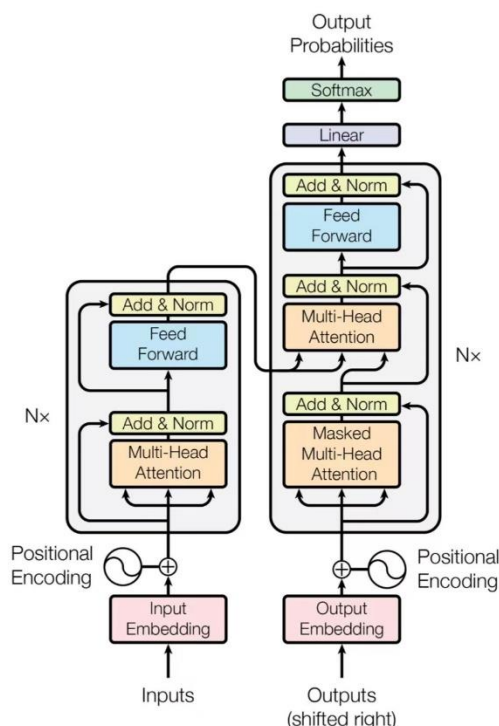 Output
Probabilities
Softmax
Linear
Add & Norm
Feed
Forward
Add & Norm
Multi-Head
Attention
Add & Norm
Masked
Multi-Head
Attention
Nx
Positional
Encoding
Output
Embedding
Outputs
(shifted right)
Add & Norm
Feed
Forward
Add & Norm
Multi-Head
Attention
Nx
Positional
Encoding
Input
Embedding
Inputs